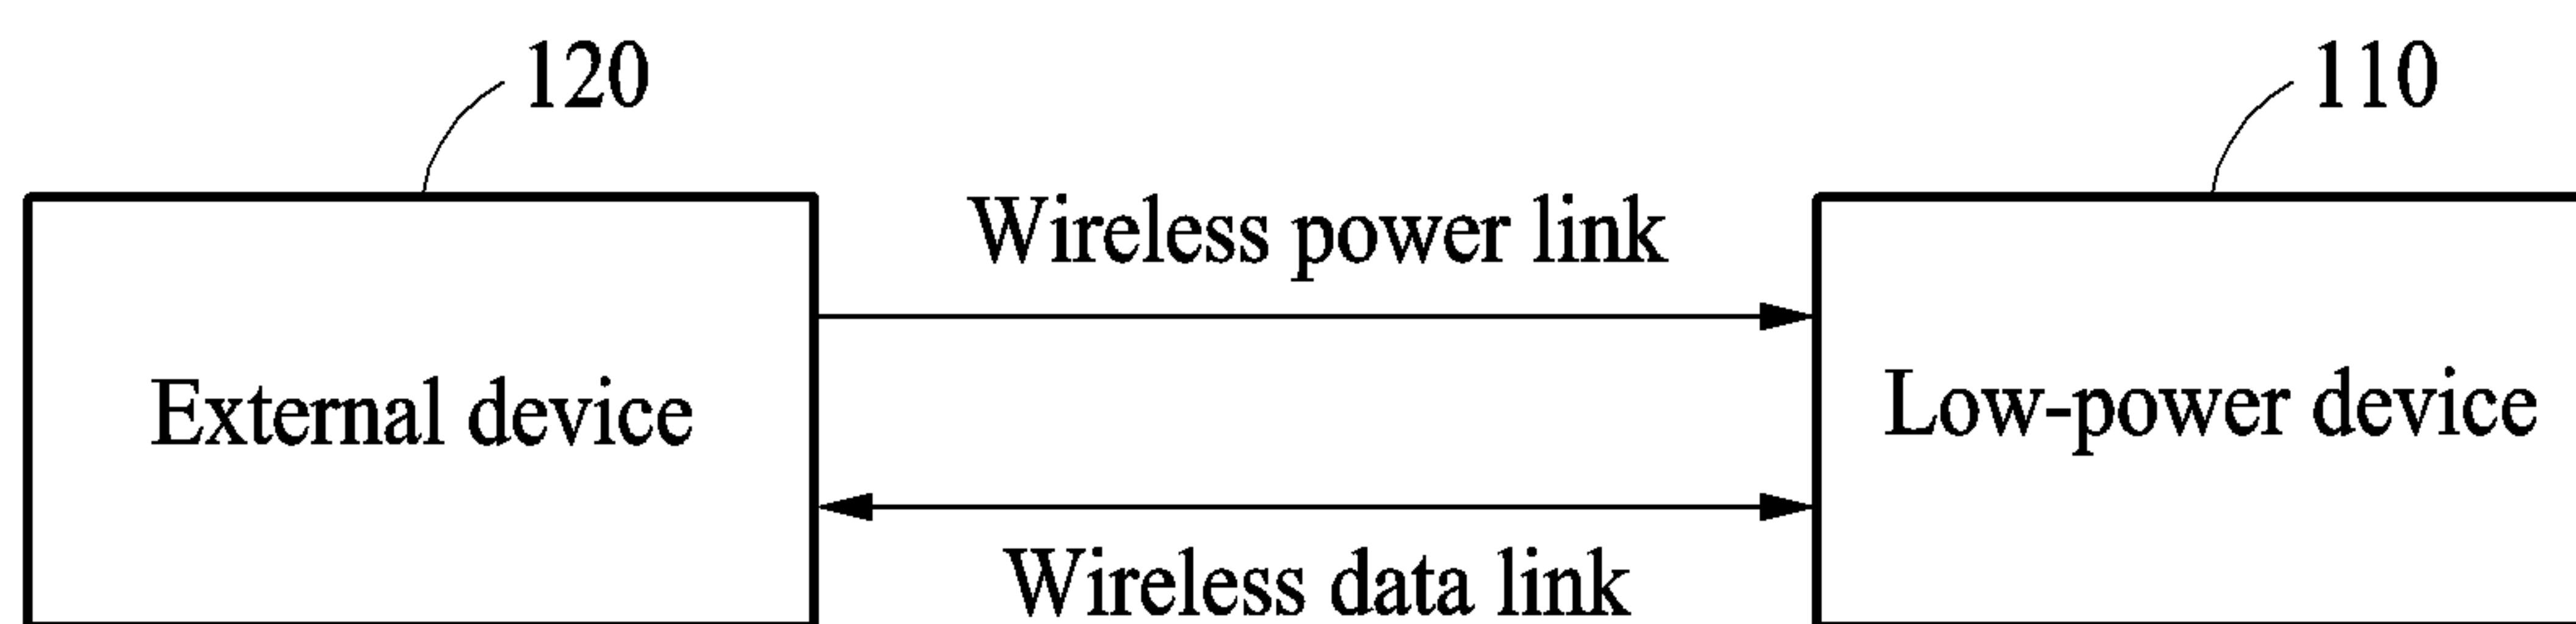 120
110
Wireless power link
External device
Low-power device
Wireless data link